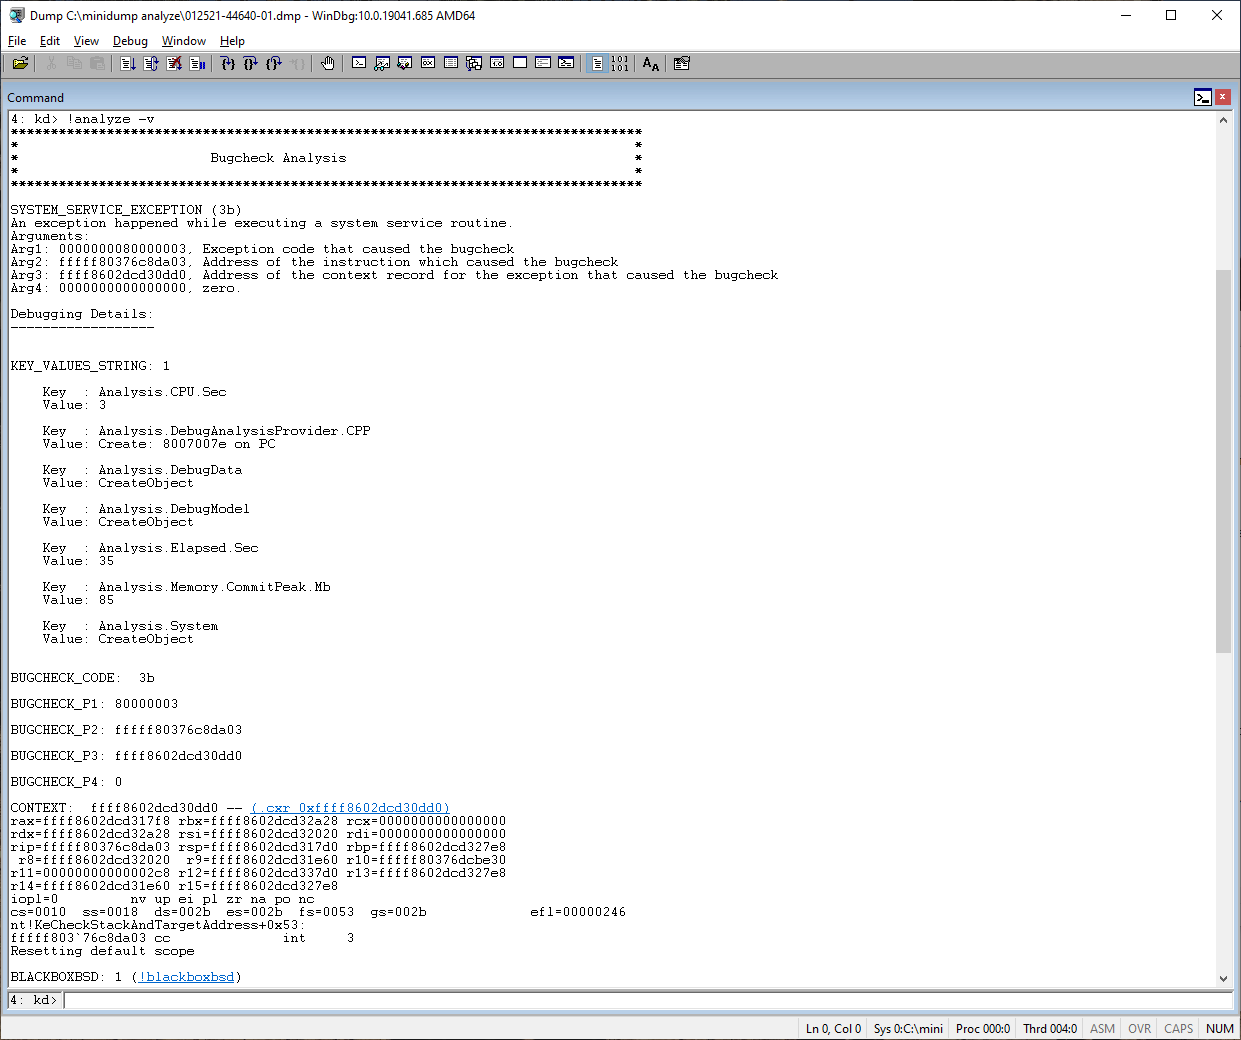 Dump C:\minidump analyze\012521-44640-01.dmp - WinDbg:10.0.19041.685 AMD64
File Edit View Debug Window Help
Command
4: kd> !analyze -v
*******************************************************************************
*                                                                             *
*                        Bugcheck Analysis                                    *
*                                                                             *
*******************************************************************************
SYSTEM_SERVICE_EXCEPTION (3b)
An exception happened while executing a system service routine.
Arguments:
Arg1: 0000000080000003, Exception code that caused the bugcheck
Arg2: fffff80376c8da03, Address of the instruction which caused the bugcheck
Arg3: ffff8602dcd30dd0, Address of the context record for the exception that caused the bugcheck
Arg4: 0000000000000000, zero.
Debugging Details:
------------------
KEY_VALUES_STRING: 1
Key  : Analysis.CPU.Sec
Value: 3
Key  : Analysis.DebugAnalysisProvider.CPP
Value: Create: 8007007e on PC
Key  : Analysis.DebugData
Value: CreateObject
Key  : Analysis.DebugModel
Value: CreateObject
Key  : Analysis.Elapsed.Sec
Value: 35
Key  : Analysis.Memory.CommitPeak.Mb
Value: 85
Key  : Analysis.System
Value: CreateObject
BUGCHECK_CODE:  3b
BUGCHECK_P1: 80000003
BUGCHECK_P2: fffff80376c8da03
BUGCHECK_P3: ffff8602dcd30dd0
BUGCHECK_P4: 0
CONTEXT:  ffff8602dcd30dd0 -- (.cxr 0xffff8602dcd30dd0)
rax=ffff8602dcd317f8 rbx=ffff8602dcd32a28 rcx=0000000000000000
rdx=ffff8602dcd32a28 rsi=ffff8602dcd32020 rdi=0000000000000000
rip=fffff80376c8da03 rsp=ffff8602dcd317d0 rbp=ffff8602dcd327e8
r8=ffff8602dcd32020  r9=ffff8602dcd31e60 r10=fffff80376dcbe30
r11=00000000000002c8 r12=ffff8602dcd337d0 r13=ffff8602dcd327e8
r14=ffff8602dcd31e60 r15=ffff8602dcd327e8
iopl=0         nv up ei pl zr na po nc
cs=0010  ss=0018  ds=002b  es=002b  fs=0053  gs=002b             efl=00000246
nt!KeCheckStackAndTargetAddress+0x53:
fffff803`76c8da03 cc              int     3
Resetting default scope
BLACKBOXBSD: 1 (!blackboxbsd)
4: kd>
Ln 0, Col 0 Sys 0:C:\mini Proc 000:0 Thrd 004:0 ASM OVR CAPS NUM